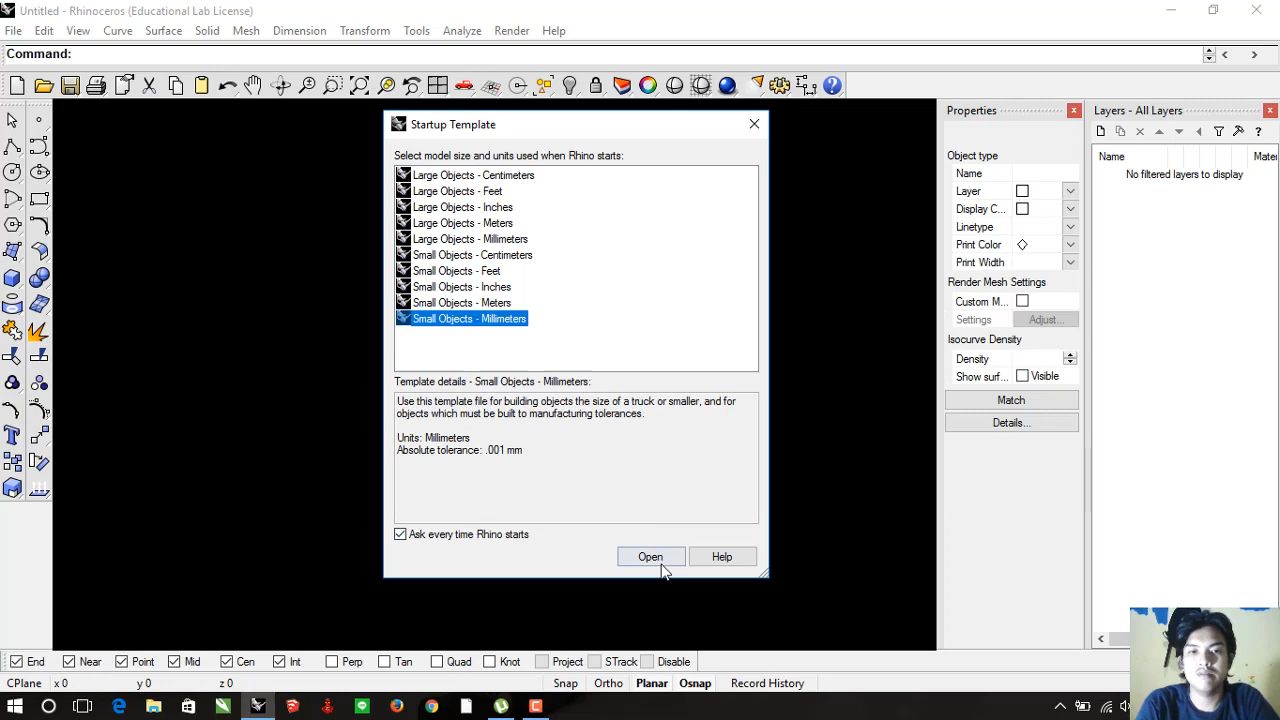 Untitled - Rhinoceros (Educational Lab License)
File Edit View Curve Surface Solid Mesh Dimension Transform Tools Analyze Render Help
Command:
Startup Template
Select model size and units used when Rhino starts:
Large Objects - Centimeters
Large Objects - Feet
Large Objects - Inches
Large Objects - Meters
Large Objects - Millimeters
Small Objects - Centimeters
Small Objects - Feet
Small Objects - Inches
Small Objects - Meters
Small Objects - Millimeters
Template details - Small Objects - Millimeters:
Use this template file for building objects the size of a truck or smaller, and for
objects which must be built to manufacturing tolerances.
Units: Millimeters
Absolute tolerance: .001 mm
Ask every time Rhino starts
Open Help
Properties
Object type
Name
Layer
Display C...
Linetype
Print Color
Print Width
Render Mesh Settings
Custom M...
Settings Adjust...
Isocurve Density
Density
Show surf... Visible
Match
Details...
Layers - All Layers
Name Mater
No filtered layers to display
End Near Point Mid Cen Int Perp Tan Quad Knot Project STrack Disable
CPlane x 0 y 0 z 0 Snap Ortho Planar Osnap Record History